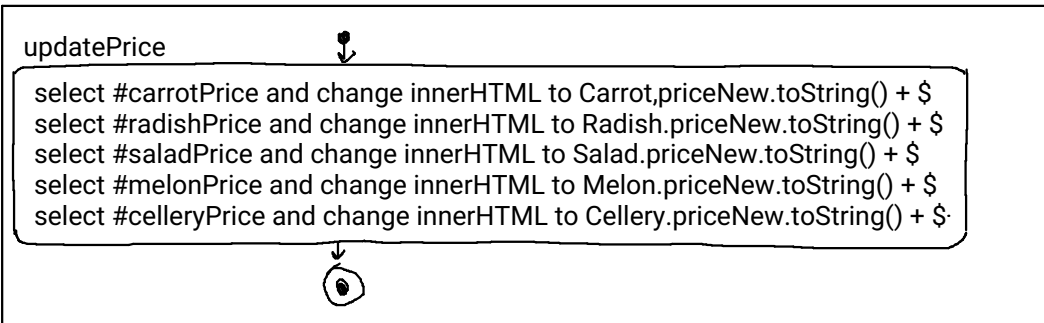 updatePrice
select #carrotPrice and change innerHTML to Carrot,priceNew.toString() + $
select #radishPrice and change innerHTML to Radish.priceNew.toString() + $
select #saladPrice and change innerHTML to Salad.priceNew.toString() + $
select #melonPrice and change innerHTML to Melon.priceNew.toString() + $
select #celleryPrice and change innerHTML to Cellery.priceNew.toString() + $